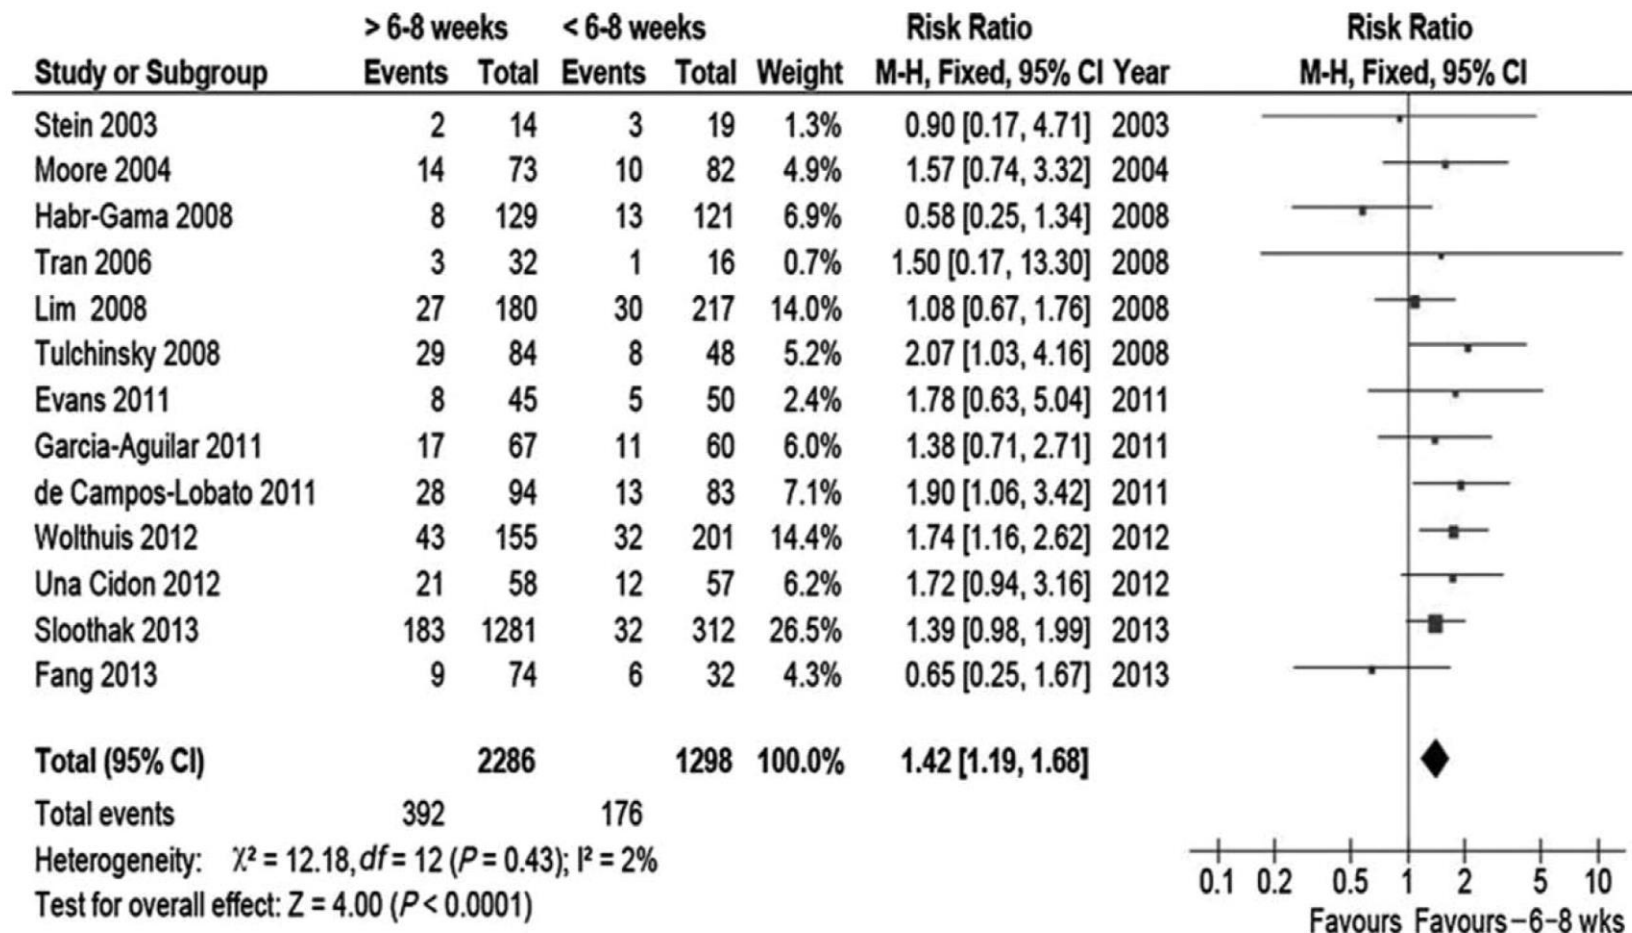 > 6-8 weeks < 6-8 weeks Risk Ratio Risk Ratio
Study or Subgroup Events Total Events Total Weight M-H, Fixed, 95% CI Year M-H, Fixed, 95% CI
Stein 2003 2 14 3 19 1.3% 0.90 [0.17, 4.71] 2003
Moore 2004 14 73 10 82 4.9% 1.57 [0.74, 3.32] 2004
Habr-Gama 2008 8 129 13 121 6.9% 0.58 [0.25, 1.34] 2008
Tran 2006 3 32 1 16 0.7% 1.50 [0.17, 13.30] 2008
Lim 2008 27 180 30 217 14.0% 1.08 [0.67, 1.76] 2008
Tulchinsky 2008 29 84 8 48 5.2% 2.07 [1.03, 4.16] 2008
Evans 2011 8 45 5 50 2.4% 1.78 [0.63, 5.04] 2011
Garcia-Aguilar 2011 17 67 11 60 6.0% 1.38 [0.71, 2.71] 2011
de Campos-Lobato 2011 28 94 13 83 7.1% 1.90 [1.06, 3.42] 2011
Wolthuis 2012 43 155 32 201 14.4% 1.74 [1.16, 2.62] 2012
Una Cidon 2012 21 58 12 57 6.2% 1.72 [0.94, 3.16] 2012
Sloothak 2013 183 1281 32 312 26.5% 1.39 [0.98, 1.99] 2013
Fang 2013 9 74 6 32 4.3% 0.65 [0.25, 1.67] 2013
Total (95% CI) 2286 1298 100.0% 1.42 [1.19, 1.68]
Total events 392 176
Heterogeneity: χ² = 12.18, df = 12 (P = 0.43); I² = 2%
Test for overall effect: Z = 4.00 (P < 0.0001)
0.1 0.2 0.5 1 2 5 10
Favours Favours−6−8 wks